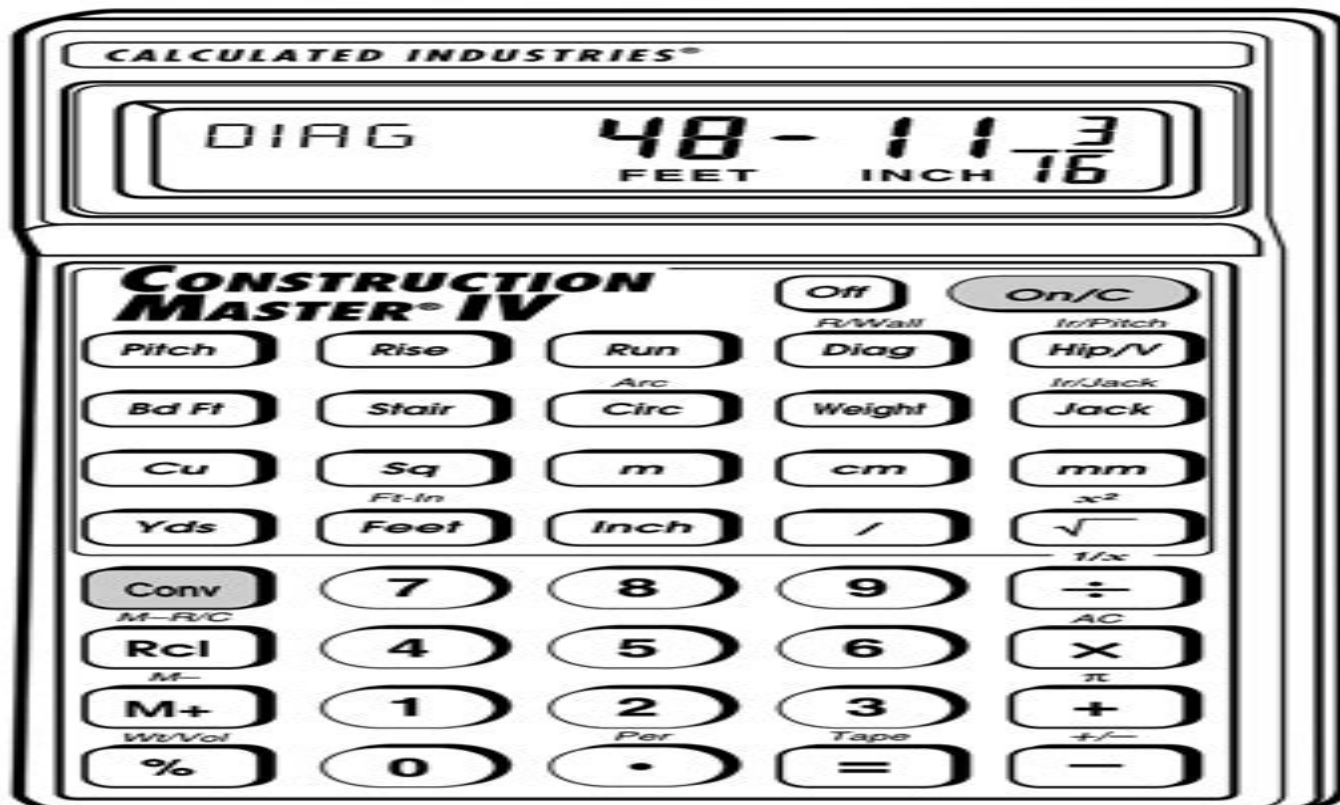 CALCULATED INDUSTRIES®
DIAG 48 - 11 3/16
FEET INCH
CONSTRUCTION
MASTER® IV
Off On/C
R/Wall Ir/Pitch
Pitch Rise Run Diag Hip/V
Arc Ir/Jack
Bd Ft Stair Circ Weight Jack
Cu Sq m cm mm
Ft-In x²
Yds Feet Inch / √
1/x
Conv 7 8 9 ÷
M-R/C AC
Rcl 4 5 6 ×
M- π
M+ 1 2 3 +
Wt/Vol Per Tape +/-
% 0 • = −